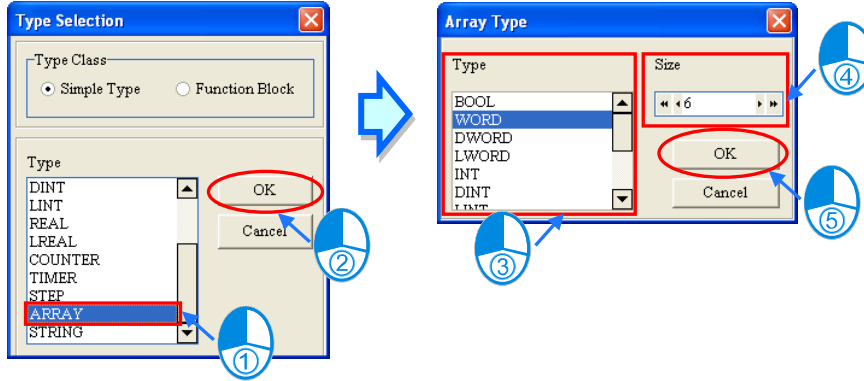 Type Selection
Type Class
Simple Type
Function Block
Type
DINT
LINT
REAL
LREAL
COUNTER
TIMER
STEP
ARRAY
STRING
OK
Cancel
①
②
Array Type
Type
BOOL
WORD
DWORD
LWORD
INT
DINT
LINT
Size
6
OK
Cancel
③
④
⑤